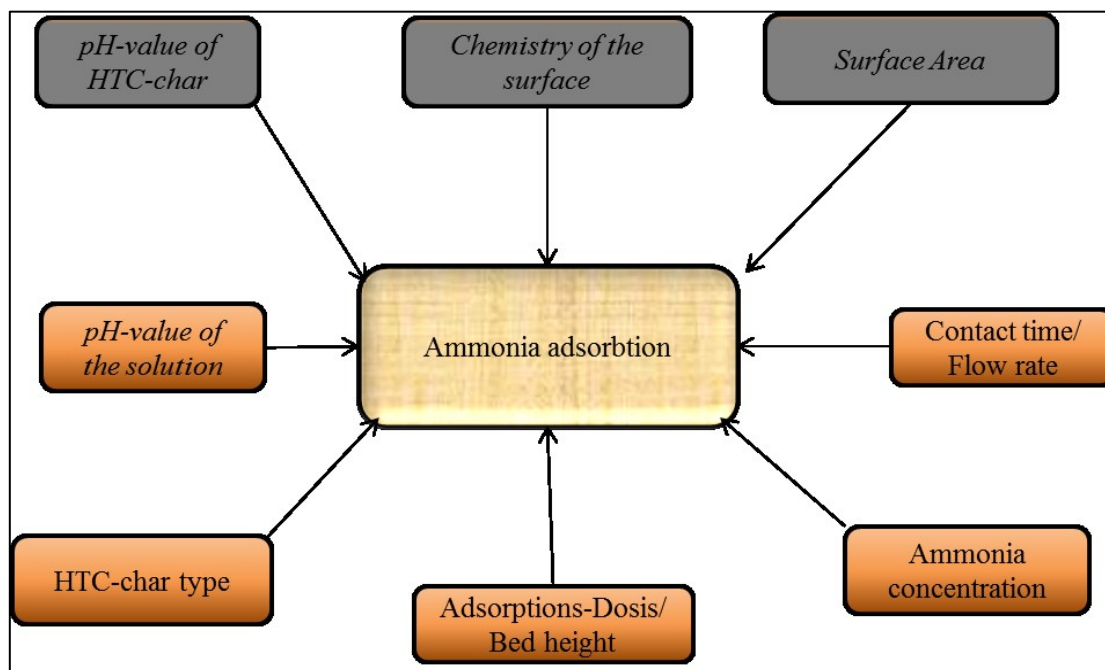 pH-value of
HTC-char
Chemistry of the
surface
Surface Area
pH-value of
the solution
Ammonia adsorbtion
Contact time/
Flow rate
HTC-char type
Adsorptions-Dosis/
Bed height
Ammonia
concentration